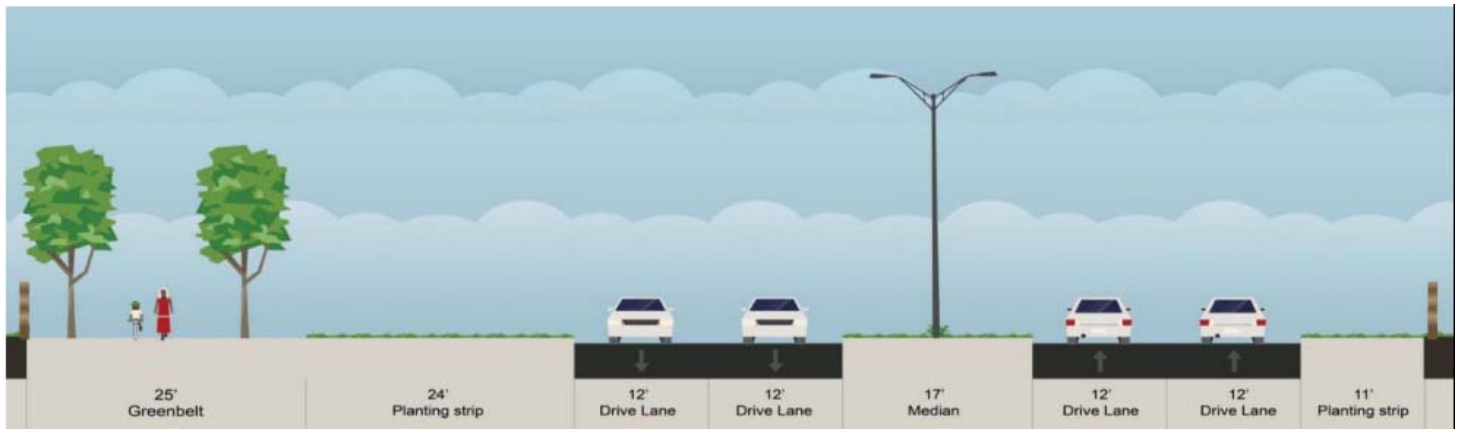 25'
Greenbelt
24'
Planting strip
12'
Drive Lane
12'
Drive Lane
17'
Median
12'
Drive Lane
12'
Drive Lane
11'
Planting strip